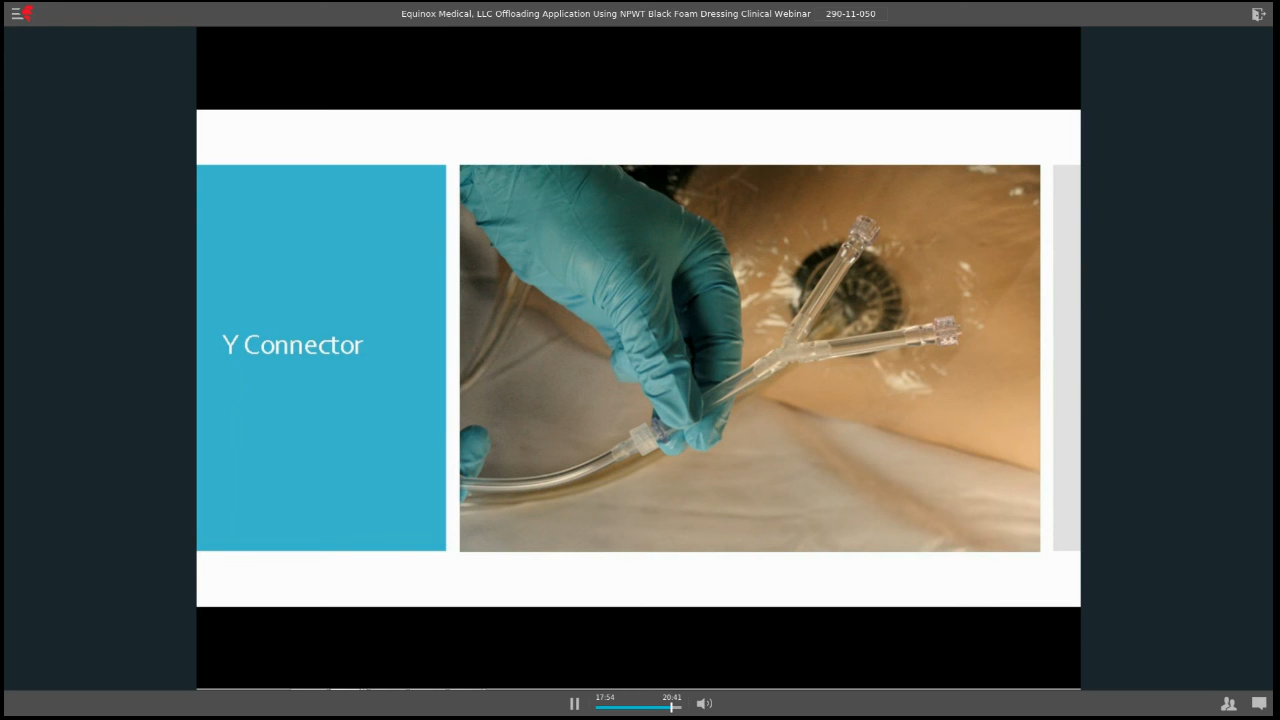 Equinox Medical, LLC Offloading Application Using NPWT Black Foam Dressing Clinical Webinar 290-11-050
Y Connector
17:54 20:41